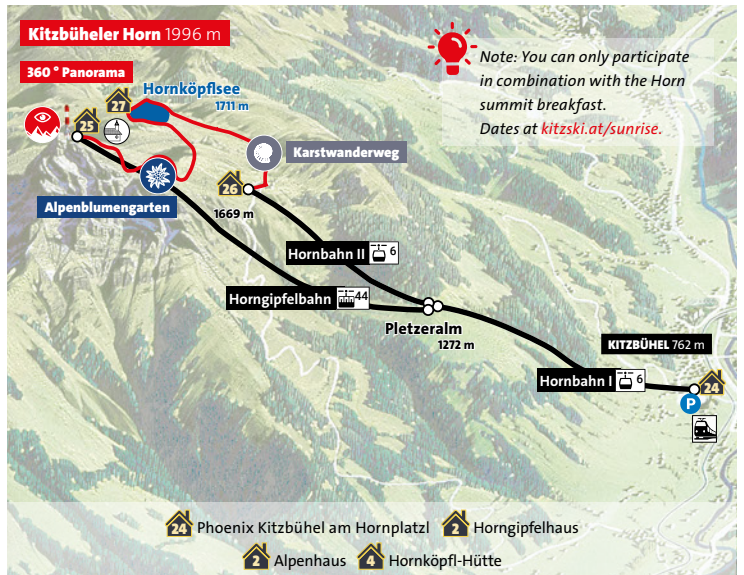 Kitzbüheler Horn 1996 m
360° Panorama
Note: You can only participate
in combination with the Horn
summit breakfast.
Dates at kitzski.at/sunrise.
27
Hornköpflsee
1711 m
25
Karstwanderweg
Alpenblumengarten
26
1669 m
Hornbahn II 6
Horngipfelbahn 44
Pletzeralm
1272 m
KITZBÜHEL 762 m
Hornbahn I 6
24
P
24 Phoenix Kitzbühel am Hornplatzl 2 Horngipfelhaus
2 Alpenhaus 4 Hornköpfl-Hütte